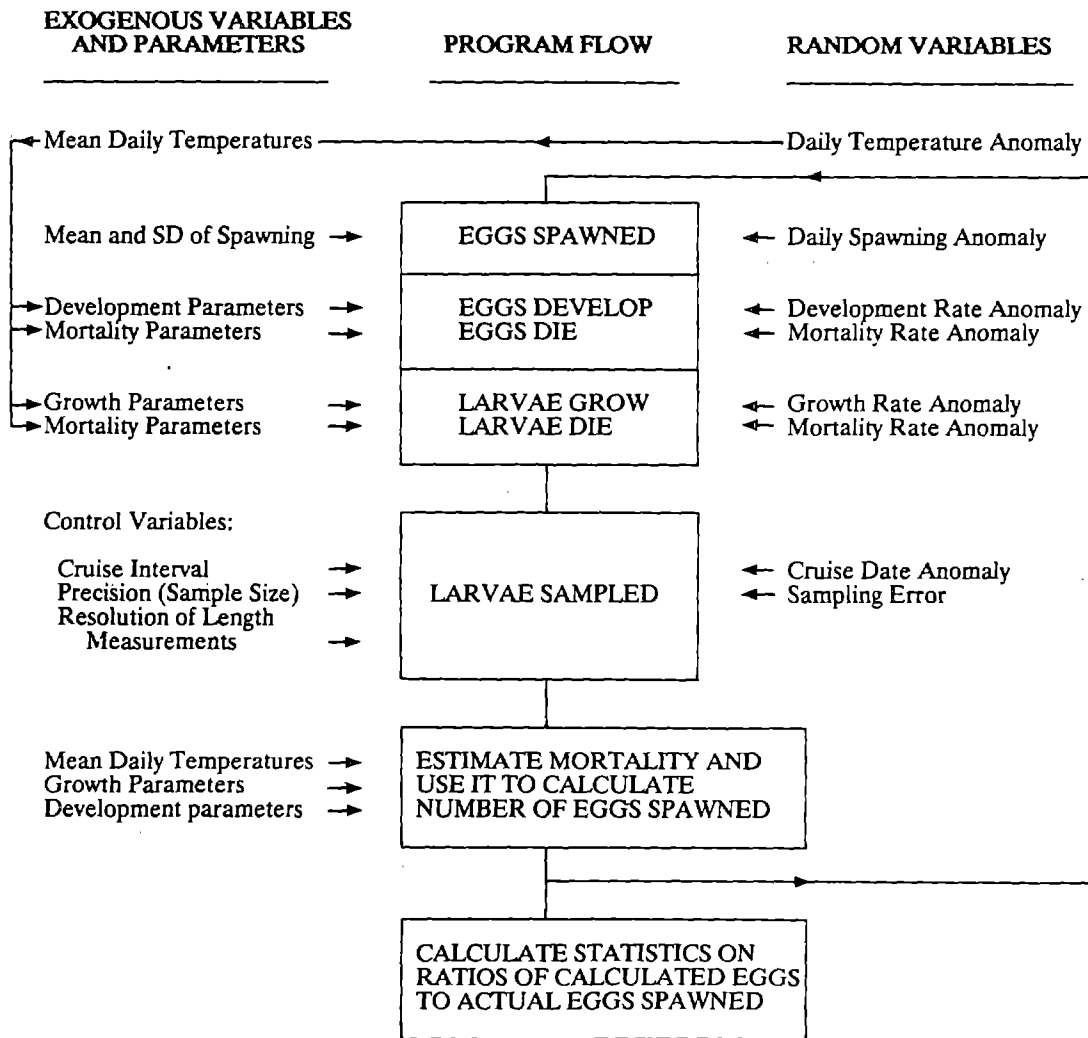 EXOGENOUS VARIABLES
AND PARAMETERS
PROGRAM FLOW
RANDOM VARIABLES
Mean Daily Temperatures
Daily Temperature Anomaly
Mean and SD of Spawning
EGGS SPAWNED
Daily Spawning Anomaly
Development Parameters
EGGS DEVELOP
Development Rate Anomaly
Mortality Parameters
EGGS DIE
Mortality Rate Anomaly
Growth Parameters
LARVAE GROW
Growth Rate Anomaly
Mortality Parameters
LARVAE DIE
Mortality Rate Anomaly
Control Variables:
Cruise Interval
Precision (Sample Size)
Resolution of Length
Measurements
LARVAE SAMPLED
Cruise Date Anomaly
Sampling Error
Mean Daily Temperatures
Growth Parameters
Development parameters
ESTIMATE MORTALITY AND
USE IT TO CALCULATE
NUMBER OF EGGS SPAWNED
CALCULATE STATISTICS ON
RATIOS OF CALCULATED EGGS
TO ACTUAL EGGS SPAWNED